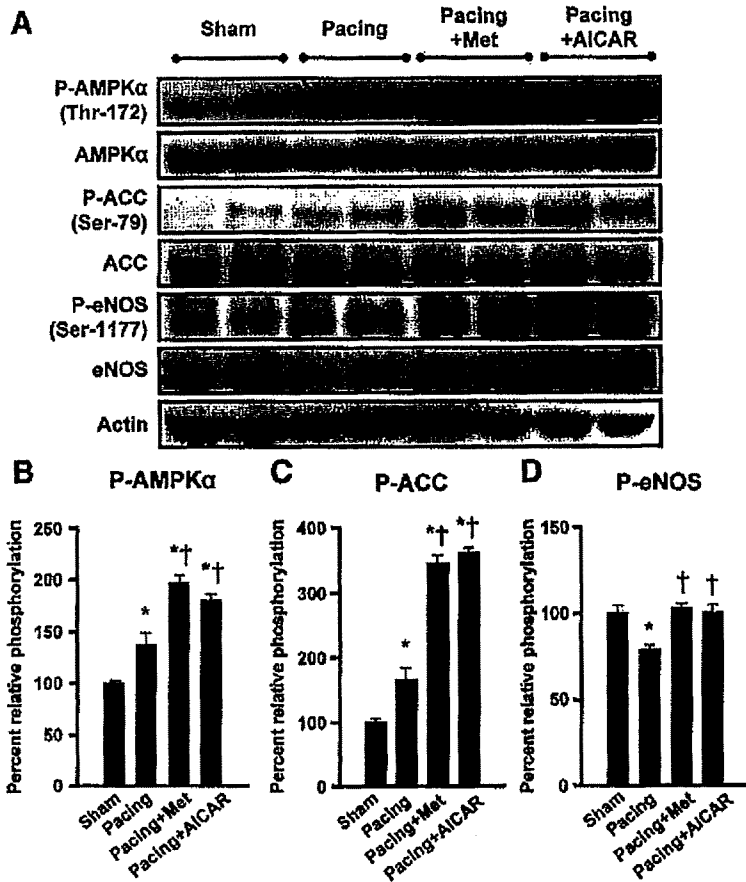 A
Sham
Pacing
Pacing
+Met
Pacing
+AICAR
P-AMPKα
(Thr-172)
AMPKα
P-ACC
(Ser-79)
ACC
P-eNOS
(Ser-1177)
eNOS
Actin
B
P-AMPKα
Percent relative phosphorylation
250
200
150
100
50
0
*
*†
*†
Sham
Pacing
Pacing+Met
Pacing+AICAR
C
P-ACC
Percent relative phosphorylation
400
300
200
100
0
*
*†
*†
Sham
Pacing
Pacing+Met
Pacing+AICAR
D
P-eNOS
Percent relative phosphorylation
150
100
50
0
*
†
†
Sham
Pacing
Pacing+Met
Pacing+AICAR